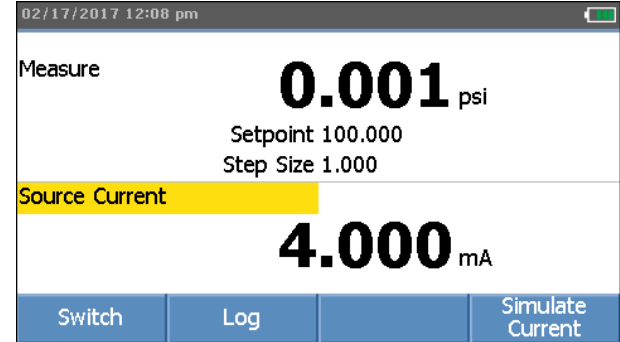 02/17/2017 12:08 pm
Measure
0.001 psi
Setpoint 100.000
Step Size 1.000
Source Current
4.000 mA
Switch
Log
Simulate
Current